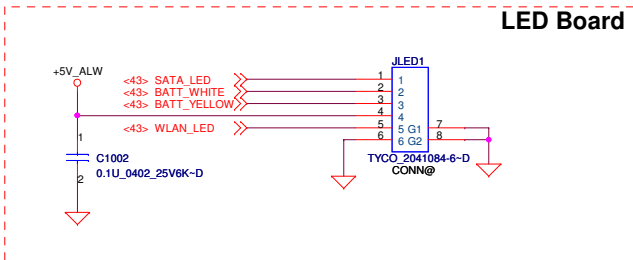 LED Board
+5V_ALW
JLED1
<43> SATA_LED 1 1
<43> BATT_WHITE 2 2
<43> BATT_YELLOW 3 3
4 4
<43> WLAN_LED 5 5 G1 7
6 6 G2 8
1
C1002
0.1U_0402_25V6K~D
2
TYCO_2041084-6~D
CONN@